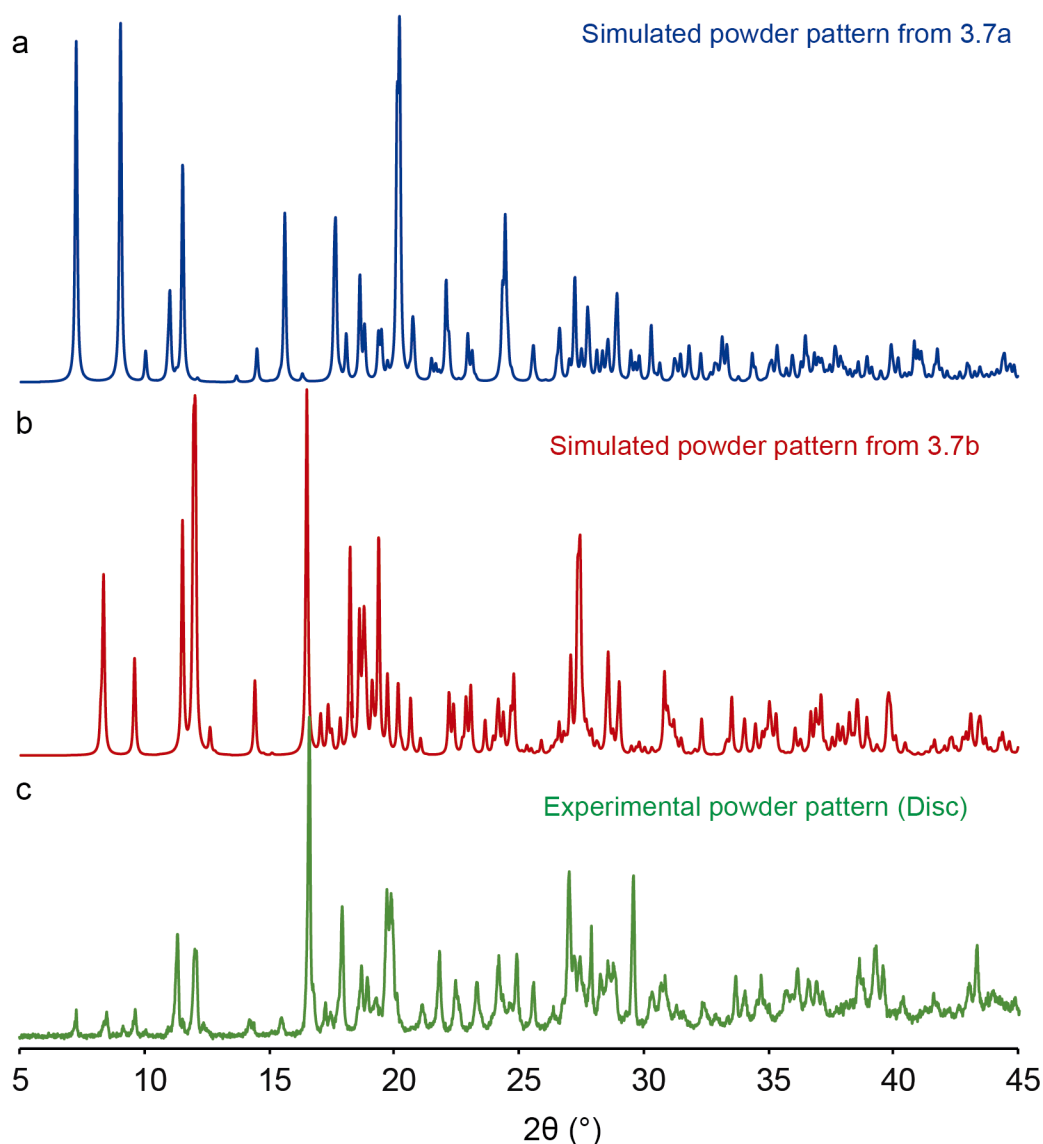 a
Simulated powder pattern from 3.7a
b
Simulated powder pattern from 3.7b
c
Experimental powder pattern (Disc)
5 10 15 20 25 30 35 40 45
2θ (°)